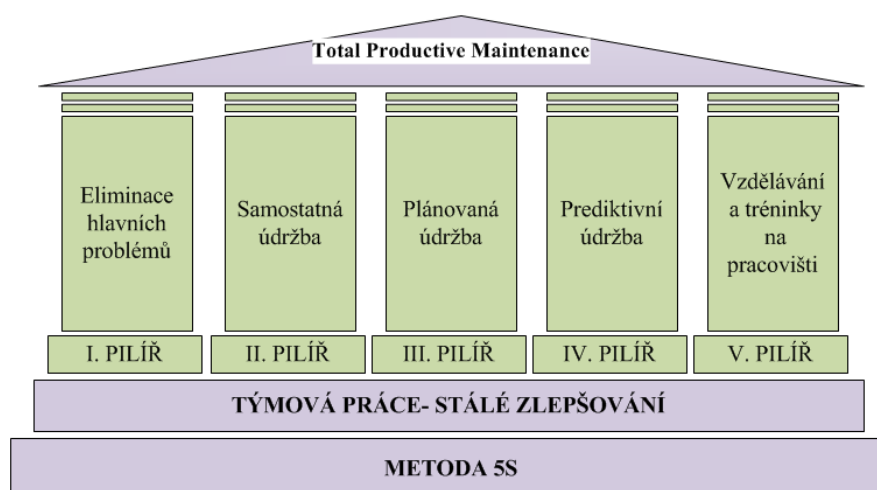 Total Productive Maintenance
Eliminace
hlavních
problémů
Samostatná
údržba
Plánovaná
údržba
Prediktivní
údržba
Vzdělávání
a tréninky
na
pracovišti
I. PILÍŘ
II. PILÍŘ
III. PILÍŘ
IV. PILÍŘ
V. PILÍŘ
TÝMOVÁ PRÁCE- STÁLÉ ZLEPŠOVÁNÍ
METODA 5S